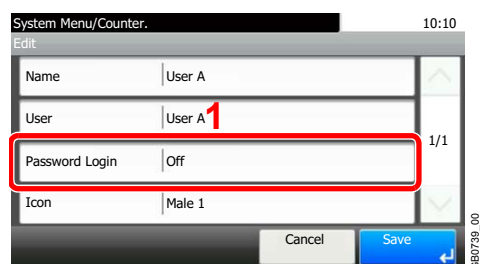 System Menu/Counter. 10:10
Edit
Name User A
User User A 1
1/1
Password Login Off
Icon Male 1
Cancel Save